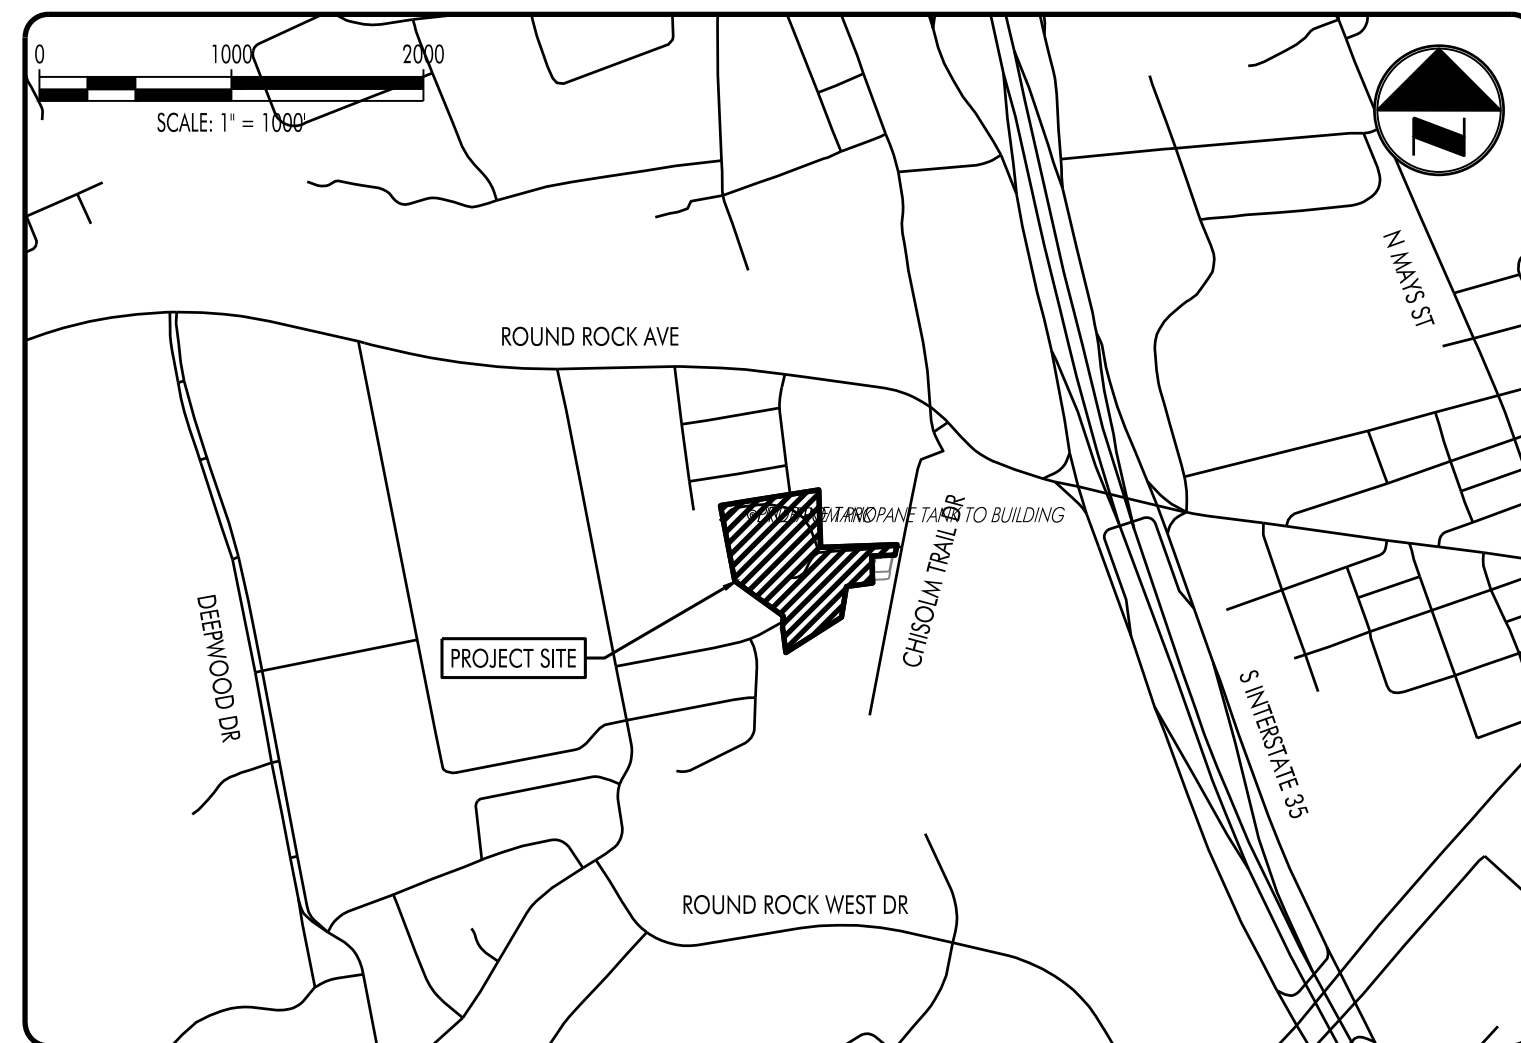 0 1000 2000
SCALE: 1" = 1000'
N
N MAYS ST
ROUND ROCK AVE
PROPANE TANK TO BUILDING
CHISOLM TRAIL DR
DEEPWOOD DR
PROJECT SITE
S INTERSTATE 35
ROUND ROCK WEST DR